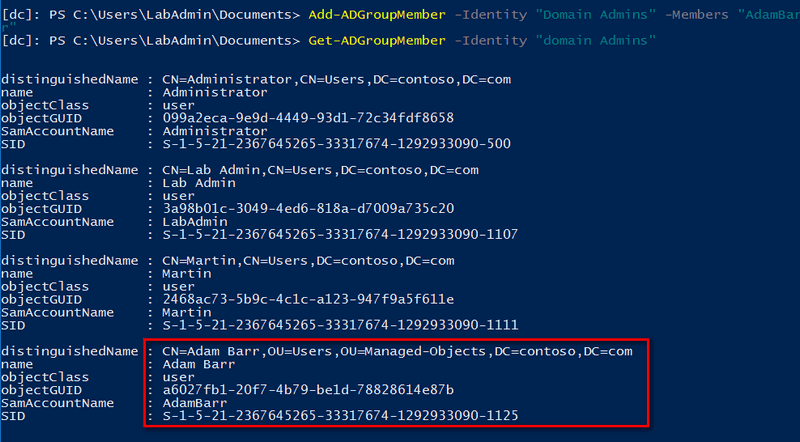 [dc]: PS C:\Users\LabAdmin\Documents> Add-ADGroupMember -Identity "Domain Admins" -Members "AdamBar
r"
[dc]: PS C:\Users\LabAdmin\Documents> Get-ADGroupMember -Identity "domain Admins"
distinguishedName : CN=Administrator,CN=Users,DC=contoso,DC=com
name : Administrator
objectClass : user
objectGUID : 099a2eca-9e9d-4449-93d1-72c34fdf8658
SamAccountName : Administrator
SID : S-1-5-21-2367645265-33317674-1292933090-500
distinguishedName : CN=Lab Admin,CN=Users,DC=contoso,DC=com
name : Lab Admin
objectClass : user
objectGUID : 3a98b01c-3049-4ed6-818a-d7009a735c20
SamAccountName : LabAdmin
SID : S-1-5-21-2367645265-33317674-1292933090-1107
distinguishedName : CN=Martin,CN=Users,DC=contoso,DC=com
name : Martin
objectClass : user
objectGUID : 2468ac73-5b9c-4c1c-a123-947f9a5f611e
SamAccountName : Martin
SID : S-1-5-21-2367645265-33317674-1292933090-1111
distinguishedName : CN=Adam Barr,OU=Users,OU=Managed-Objects,DC=contoso,DC=com
name : Adam Barr
objectClass : user
objectGUID : a6027fb1-20f7-4b79-be1d-78828614e87b
SamAccountName : AdamBarr
SID : S-1-5-21-2367645265-33317674-1292933090-1125